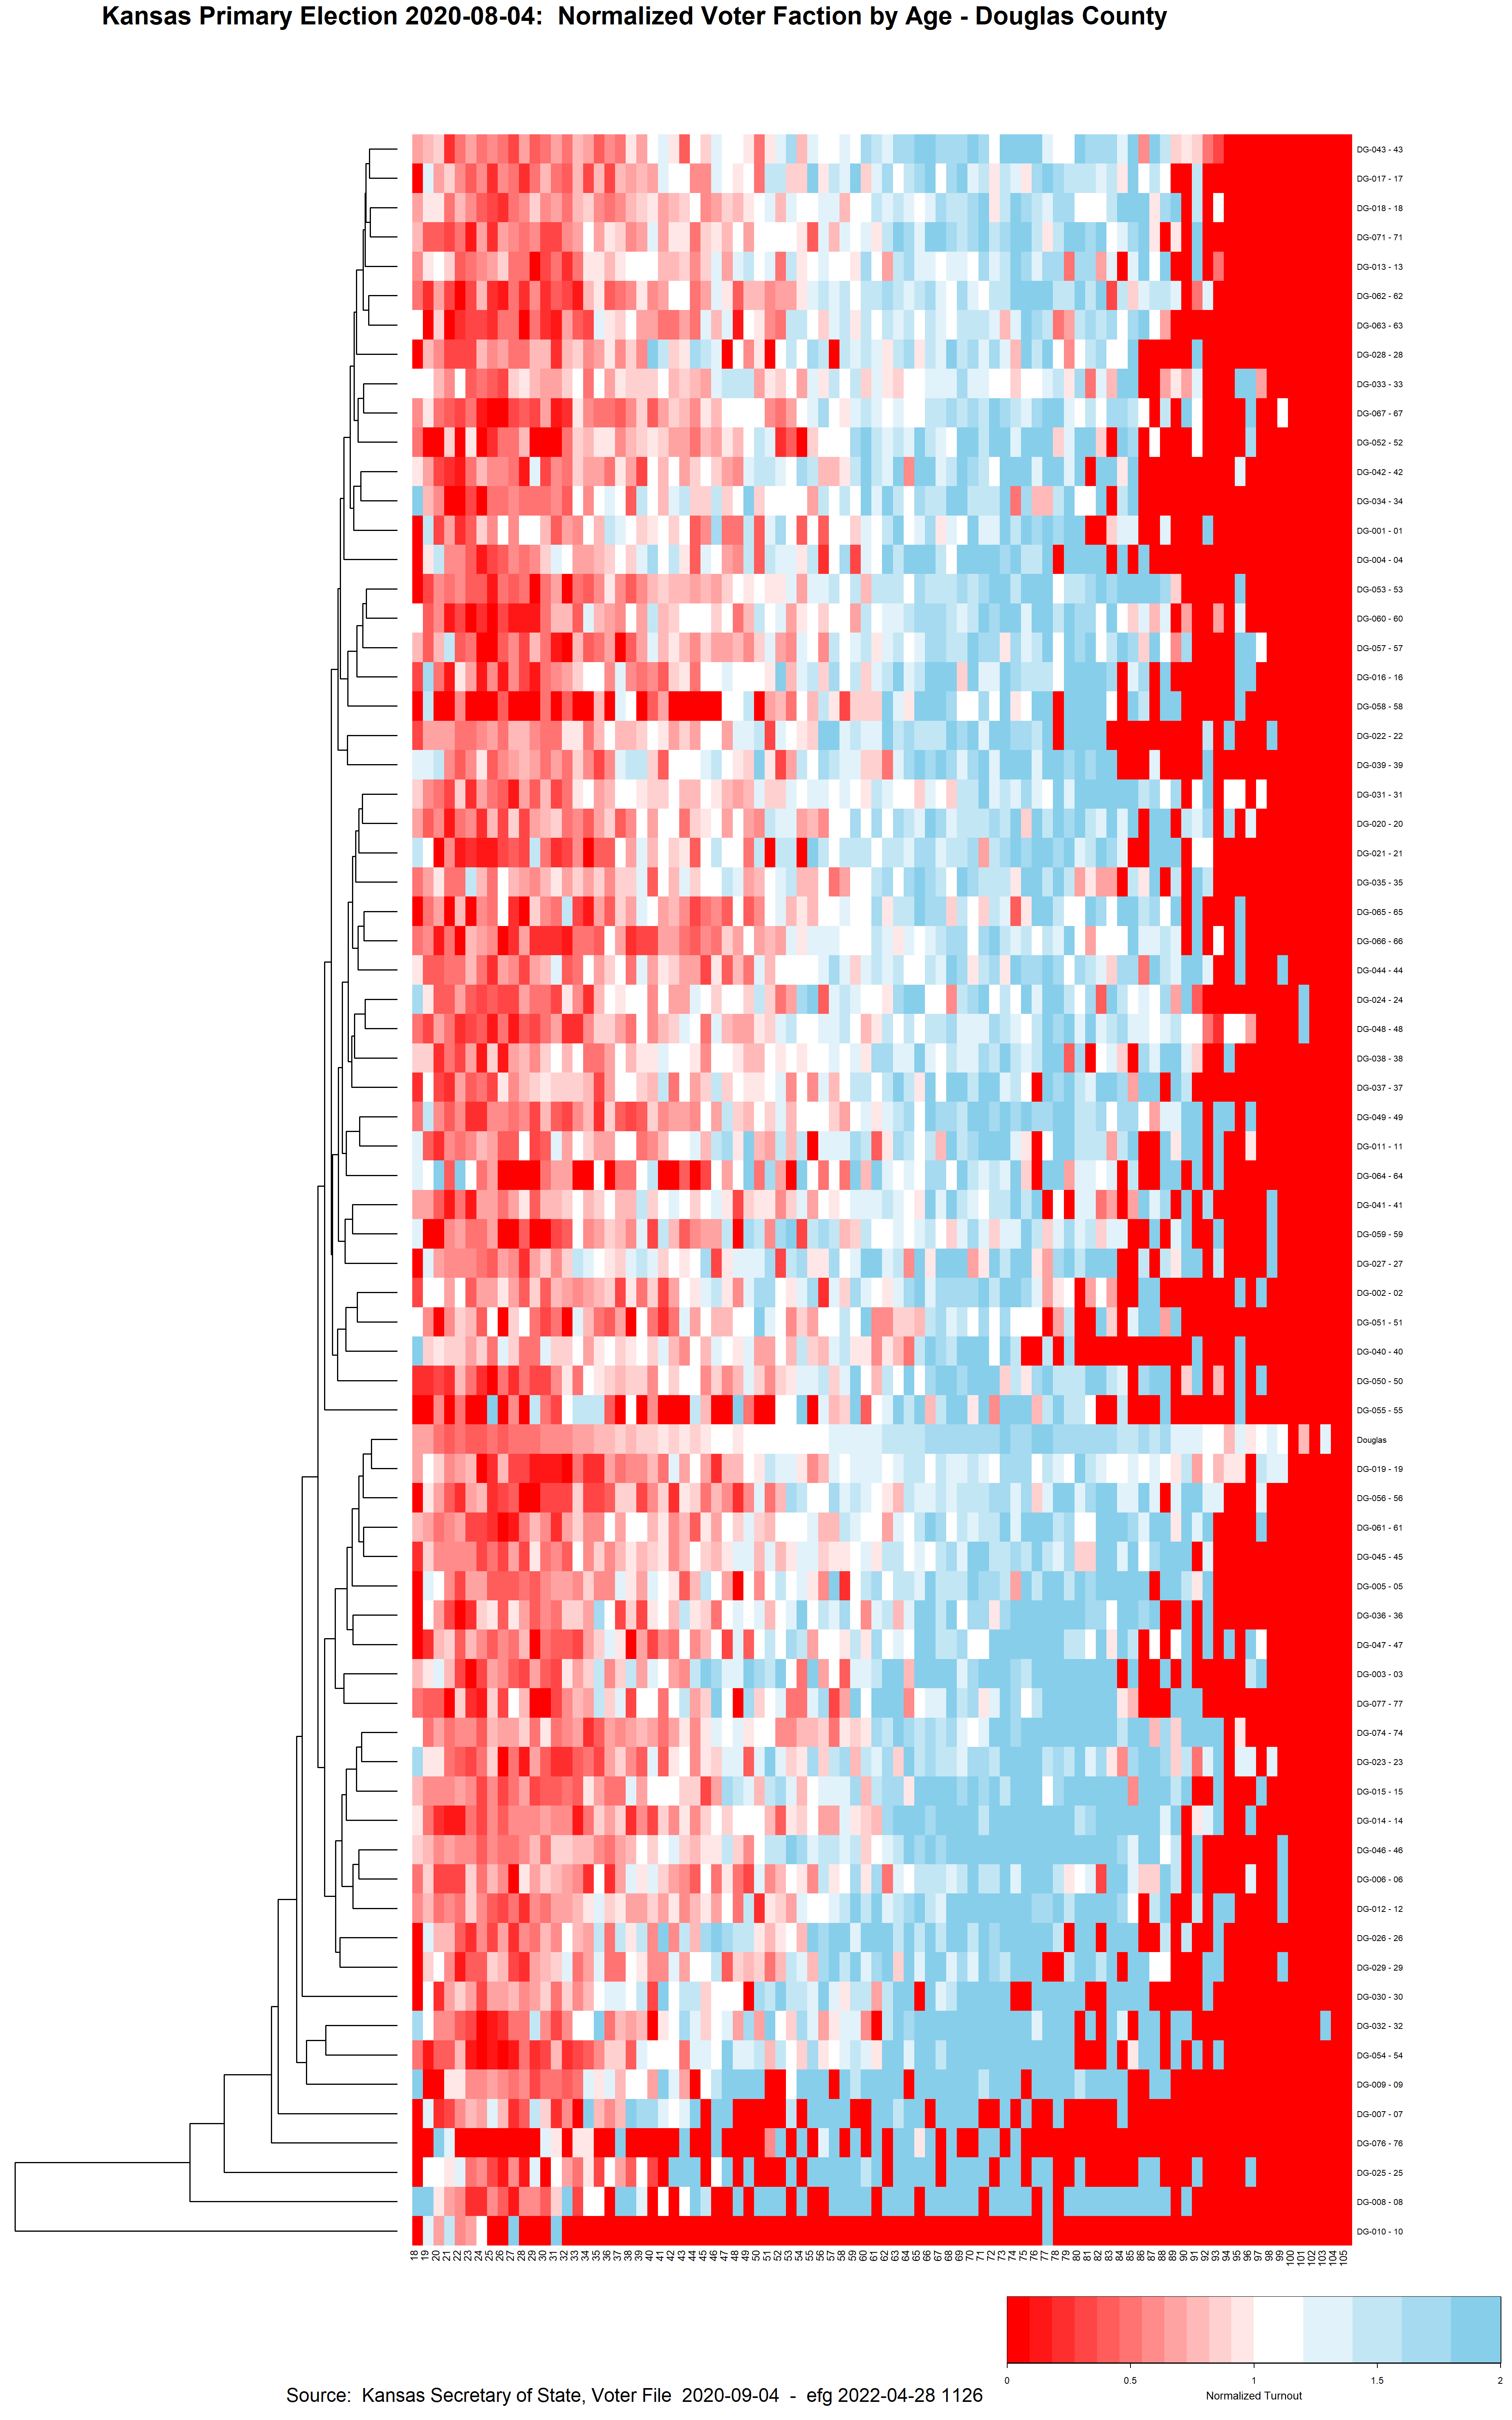 Kansas Primary Election 2020-08-04:  Normalized Voter Faction by Age - Douglas County
DG-043 - 43
DG-017 - 17
DG-018 - 18
DG-071 - 71
DG-013 - 13
DG-062 - 62
DG-063 - 63
DG-028 - 28
DG-033 - 33
DG-067 - 67
DG-052 - 52
DG-042 - 42
DG-034 - 34
DG-001 - 01
DG-004 - 04
DG-053 - 53
DG-060 - 60
DG-057 - 57
DG-016 - 16
DG-058 - 58
DG-022 - 22
DG-039 - 39
DG-031 - 31
DG-020 - 20
DG-021 - 21
DG-035 - 35
DG-065 - 65
DG-066 - 66
DG-044 - 44
DG-024 - 24
DG-048 - 48
DG-038 - 38
DG-037 - 37
DG-049 - 49
DG-011 - 11
DG-064 - 64
DG-041 - 41
DG-059 - 59
DG-027 - 27
DG-002 - 02
DG-051 - 51
DG-040 - 40
DG-050 - 50
DG-055 - 55
Douglas
DG-019 - 19
DG-056 - 56
DG-061 - 61
DG-045 - 45
DG-005 - 05
DG-036 - 36
DG-047 - 47
DG-003 - 03
DG-077 - 77
DG-074 - 74
DG-023 - 23
DG-015 - 15
DG-014 - 14
DG-046 - 46
DG-006 - 06
DG-012 - 12
DG-026 - 26
DG-029 - 29
DG-030 - 30
DG-032 - 32
DG-054 - 54
DG-009 - 09
DG-007 - 07
DG-076 - 76
DG-025 - 25
DG-008 - 08
DG-010 - 10
18 19 20 21 22 23 24 25 26 27 28 29 30 31 32 33 34 35 36 37 38 39 40 41 42 43 44 45 46 47 48 49 50 51 52 53 54 55 56 57 58 59 60 61 62 63 64 65 66 67 68 69 70 71 72 73 74 75 76 77 78 79 80 81 82 83 84 85 86 87 88 89 90 91 92 93 94 95 96 97 98 99 100 101 102 103 104 105
0 0.5 1 1.5 2
Normalized Turnout
Source:  Kansas Secretary of State, Voter File  2020-09-04  -  efg 2022-04-28 1126